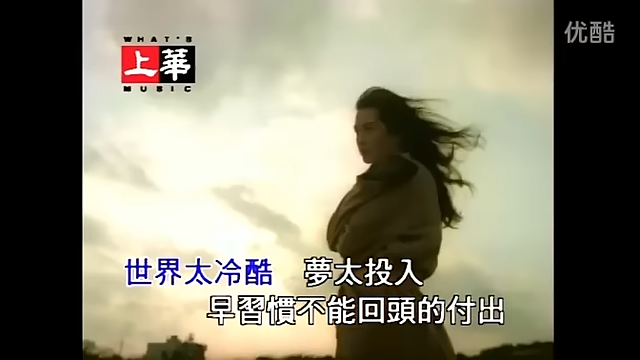 WHAT'S
上華
MUSIC
优酷
世界太冷酷 夢太投入
早習慣不能回頭的付出